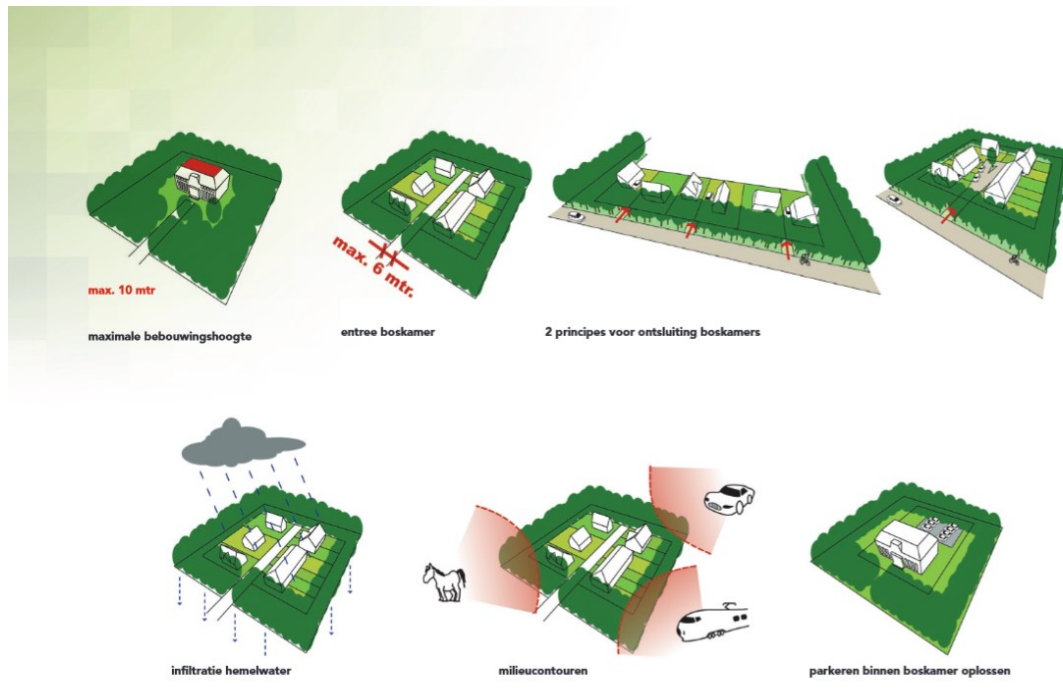 max. 10 mtr
maximale bebouwingshoogte
max. 6 mtr.
entree boskamer
2 principes voor ontsluiting boskamers
infiltratie hemelwater
milieucontouren
parkeren binnen boskamer oplossen